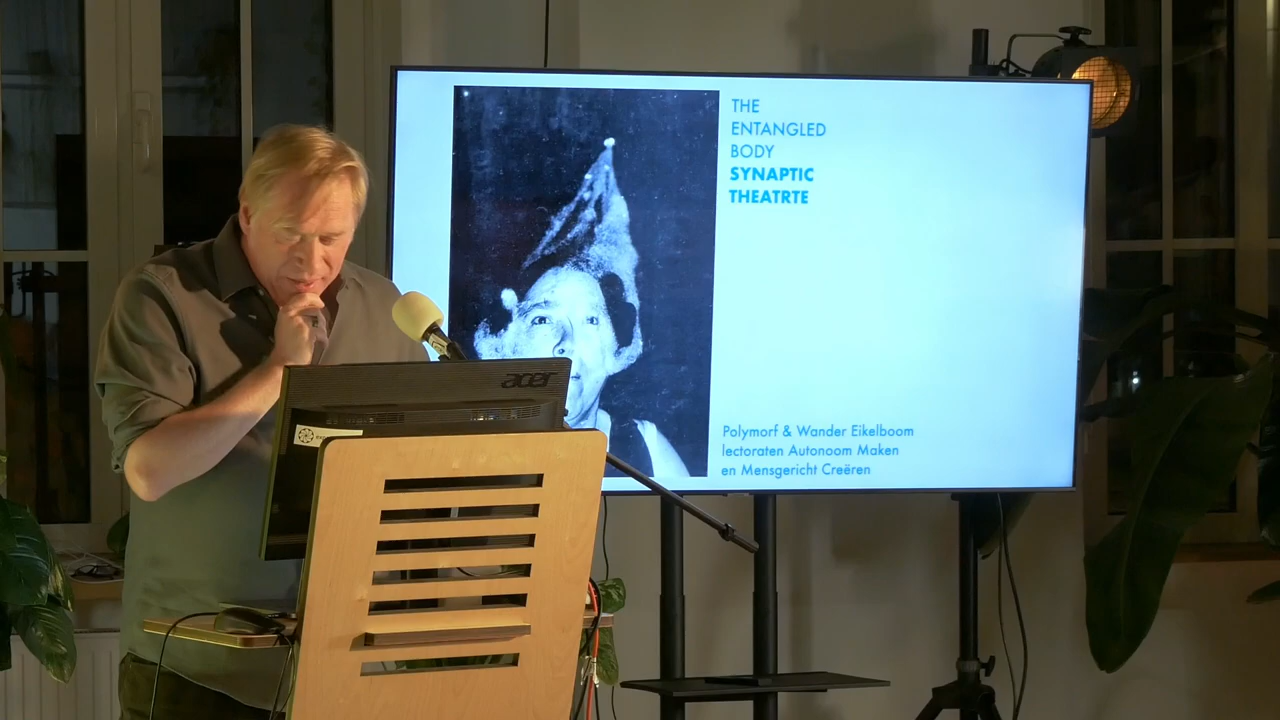 THE
ENTANGLED
BODY
SYNAPTIC
THEATRTE
Polymorf & Wander Eikelboom
lectoraten Autonoom Maken
en Mensgericht Creëren
acer